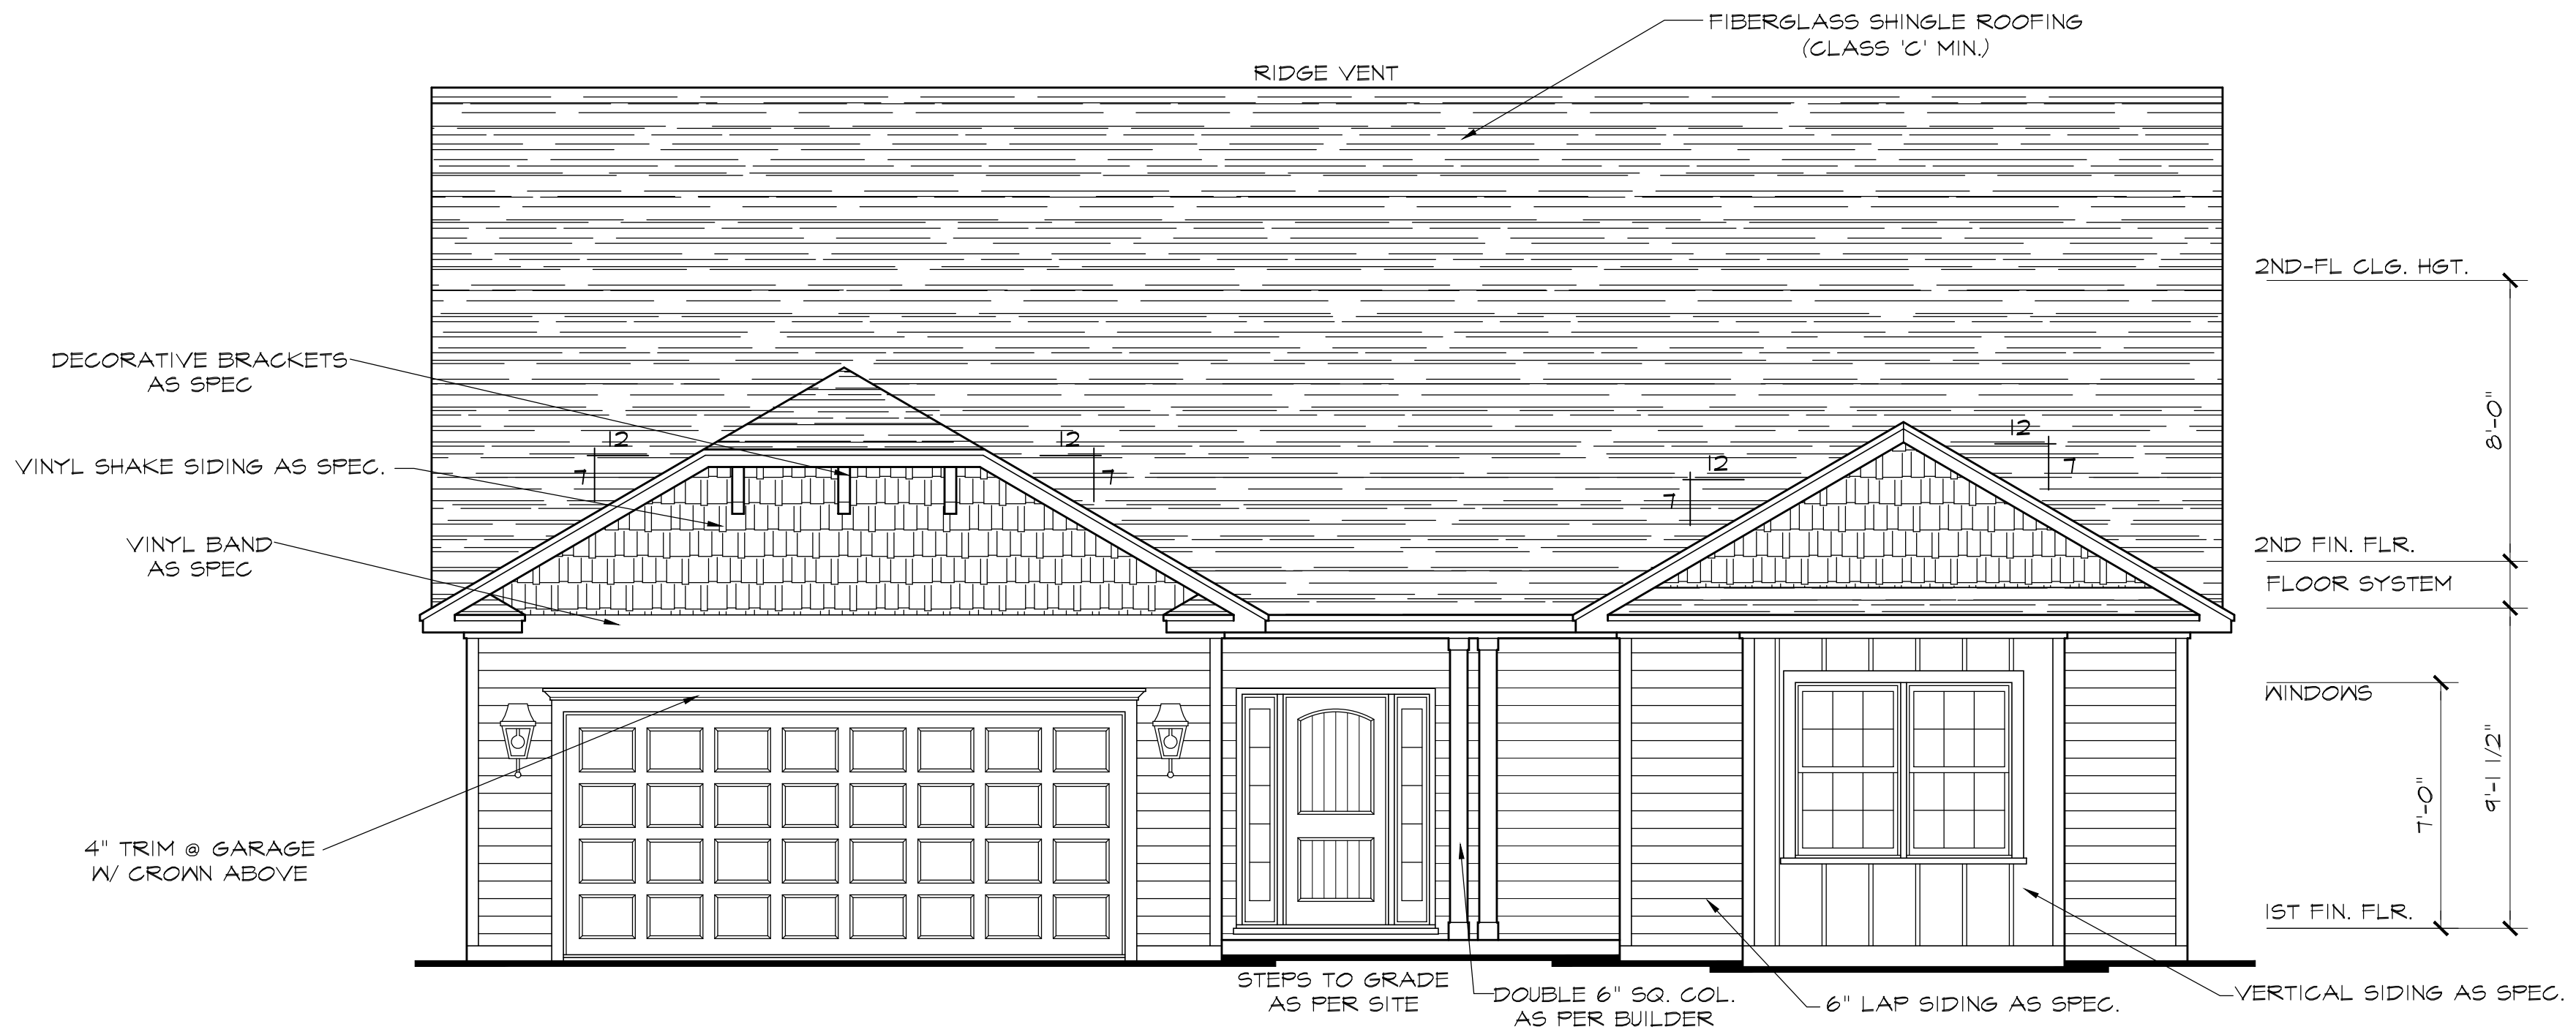 FIBERGLASS SHINGLE ROOFING
(CLASS 'C' MIN.)
RIDGE VENT
2ND-FL CLG. HGT.
8'-0"
DECORATIVE BRACKETS
AS SPEC
12
7
12
7
12
7
12
7
VINYL SHAKE SIDING AS SPEC.
VINYL BAND
AS SPEC
2ND FIN. FLR.
FLOOR SYSTEM
WINDOWS
7'-0"
9'-1 1/2"
4" TRIM @ GARAGE
W/ CROWN ABOVE
1ST FIN. FLR.
STEPS TO GRADE
AS PER SITE
DOUBLE 6" SQ. COL.
AS PER BUILDER
6" LAP SIDING AS SPEC.
VERTICAL SIDING AS SPEC.